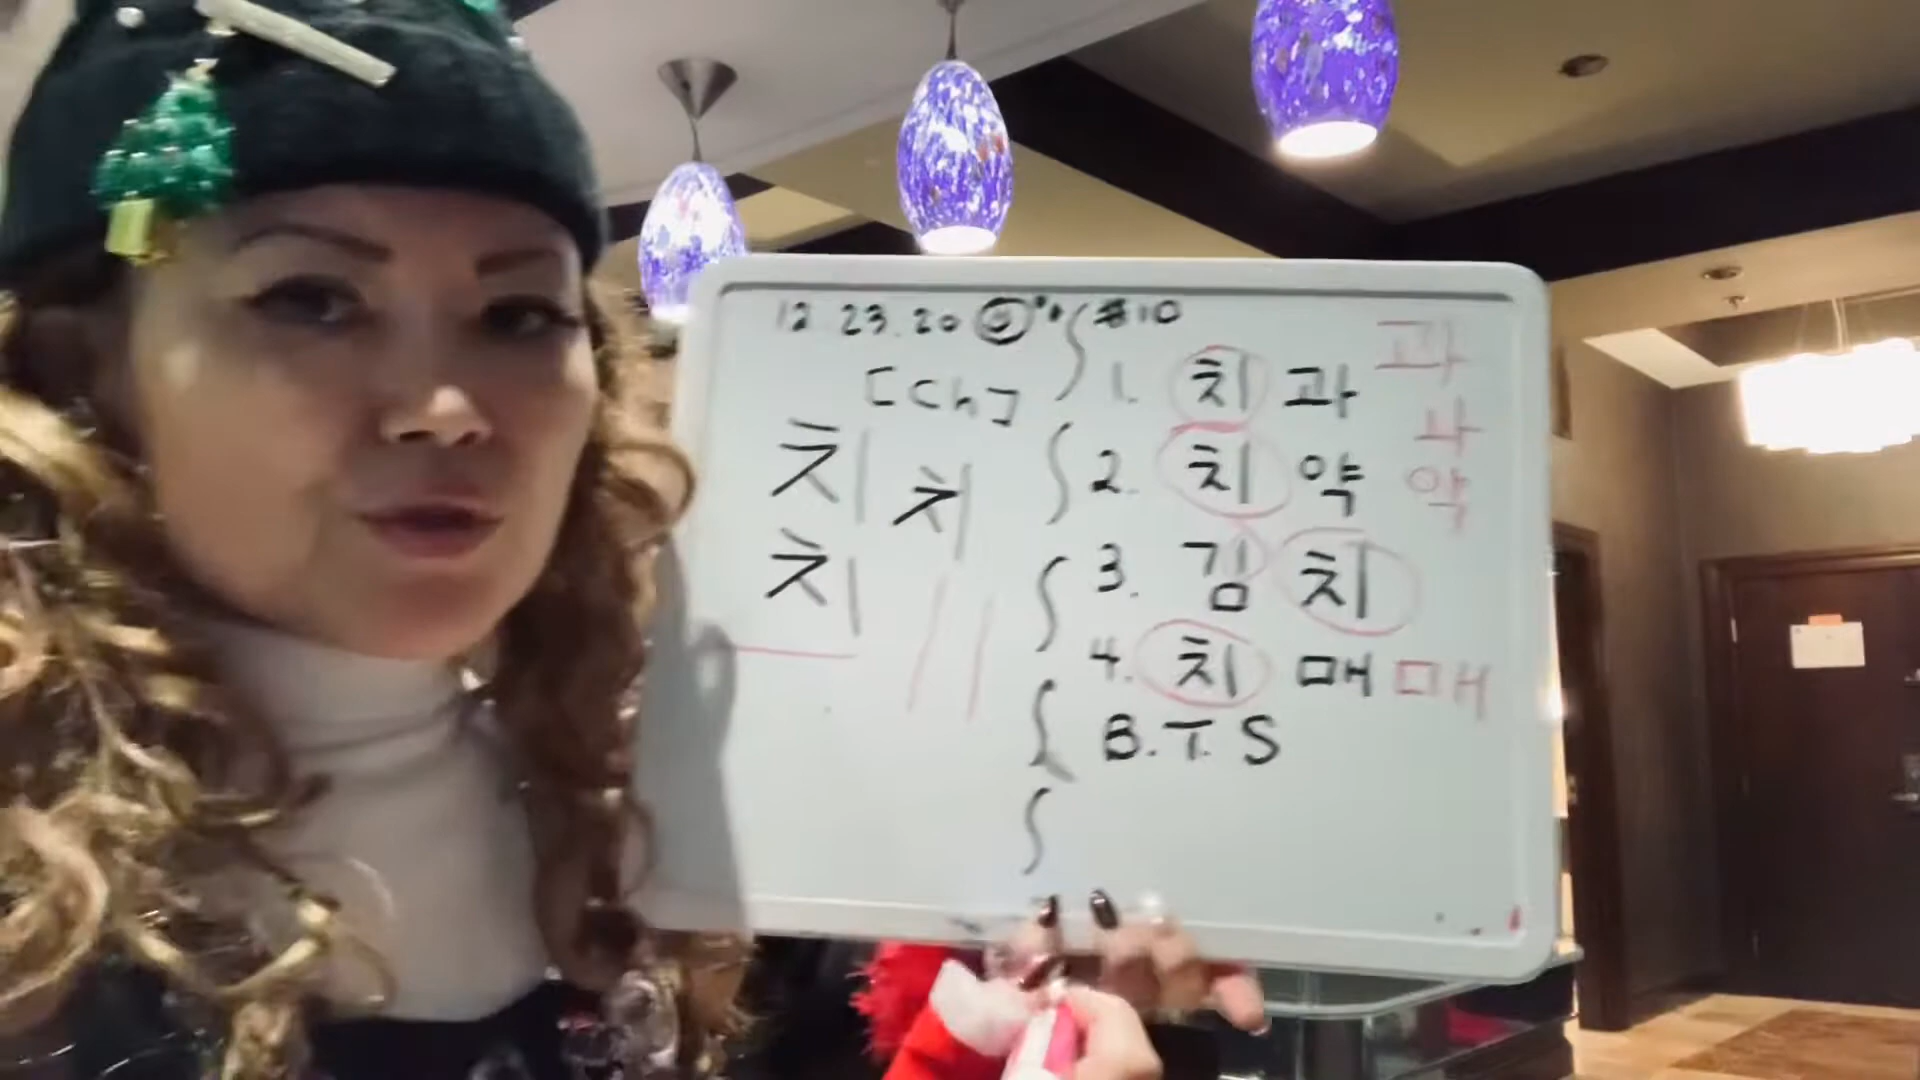 12.23.20 ⑤ #10
[Ch]
치
치
치
1. 치과 과
ㅘ
2. 치약 약
3. 김치
4. 치매 매
B.T.S